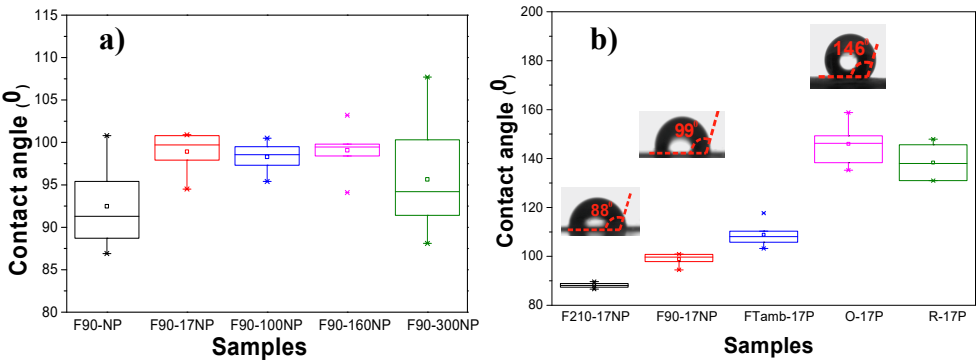 a)
Contact angle (0)
115
110
105
100
95
90
85
80
F90-NP F90-17NP F90-100NP F90-160NP F90-300NP
Samples
b)
Contact angle (0)
200
180
160
140
120
100
80
146°
99°
88°
F210-17NP F90-17NP FTamb-17P O-17P R-17P
Samples